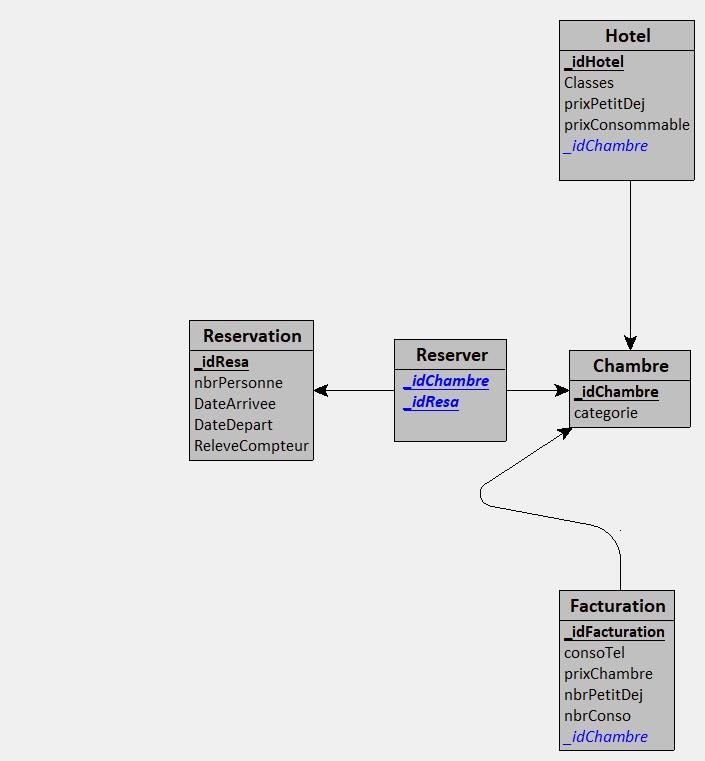 Hotel
_idHotel
Classes
prixPetitDej
prixConsommable
_idChambre
Reservation
_idResa
nbrPersonne
DateArrivee
DateDepart
ReleveCompteur
Reserver
_idChambre
_idResa
Chambre
_idChambre
categorie
Facturation
_idFacturation
consoTel
prixChambre
nbrPetitDej
nbrConso
_idChambre